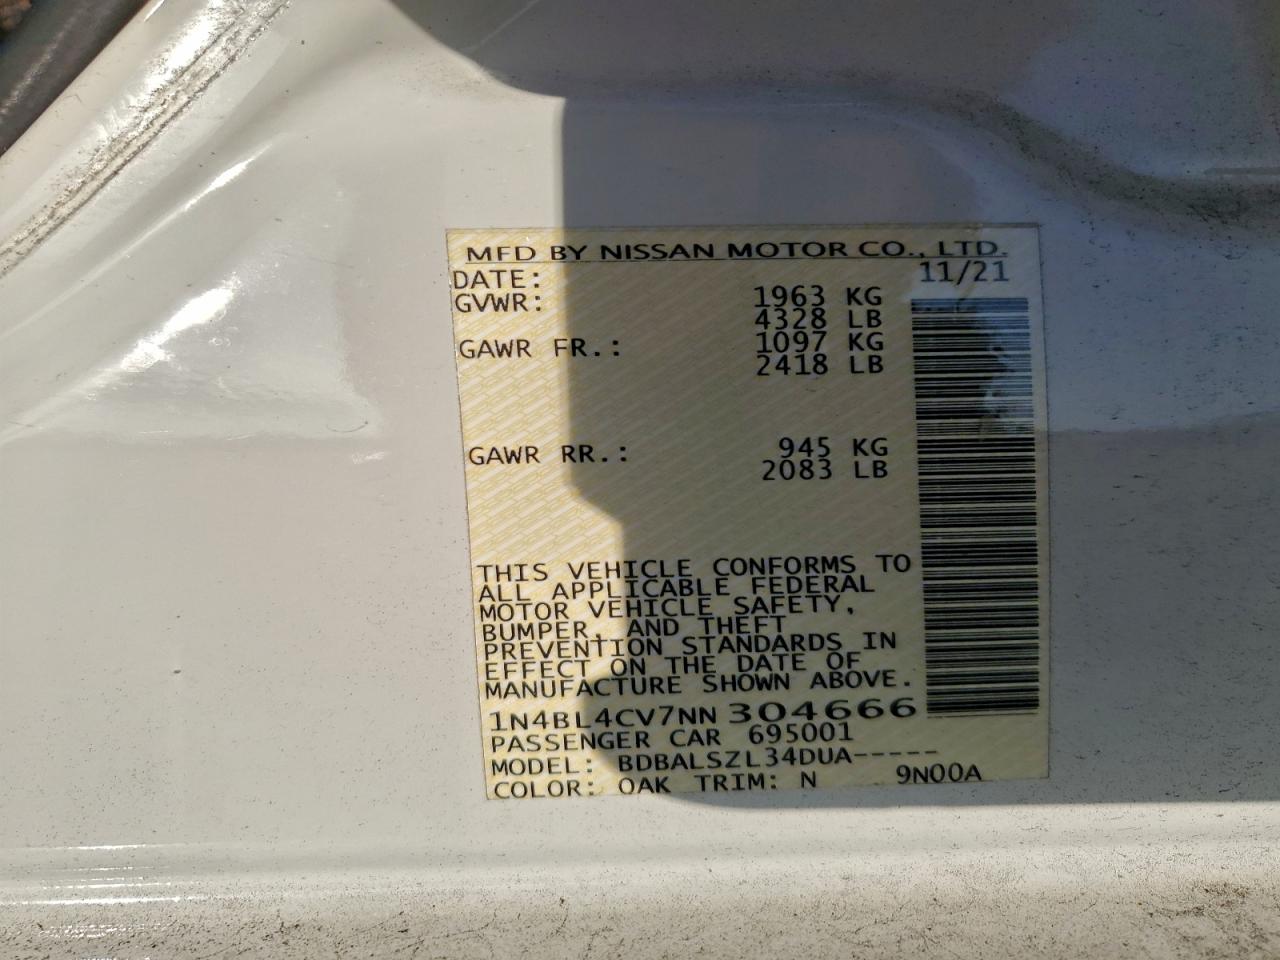 MFD BY NISSAN MOTOR CO., LTD.
DATE: 11/21
GVWR: 1963 KG
4328 LB
GAWR FR.: 1097 KG
2418 LB
GAWR RR.: 945 KG
2083 LB
THIS VEHICLE CONFORMS TO
ALL APPLICABLE FEDERAL
MOTOR VEHICLE SAFETY,
BUMPER, AND THEFT
PREVENTION STANDARDS IN
EFFECT ON THE DATE OF
MANUFACTURE SHOWN ABOVE.
1N4BL4CV7NN304666
PASSENGER CAR 695001
MODEL: BDBALSZL34DUA-----
COLOR: QAK TRIM: N 9N00A